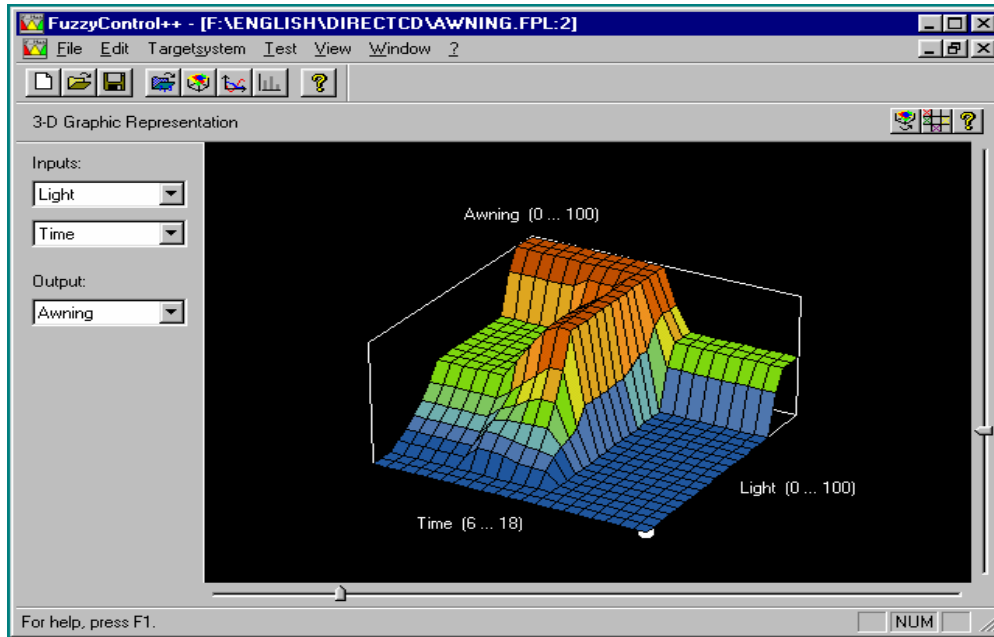 FuzzyControl++ - [F:\ENGLISH\DIRECTCD\AWNING.FPL:2]
File Edit Targetsystem Test View Window ?
3-D Graphic Representation
Inputs:
Light
Time
Output:
Awning
Awning (0 ... 100)
Light (0 ... 100)
Time (6 ... 18)
For help, press F1.
NUM